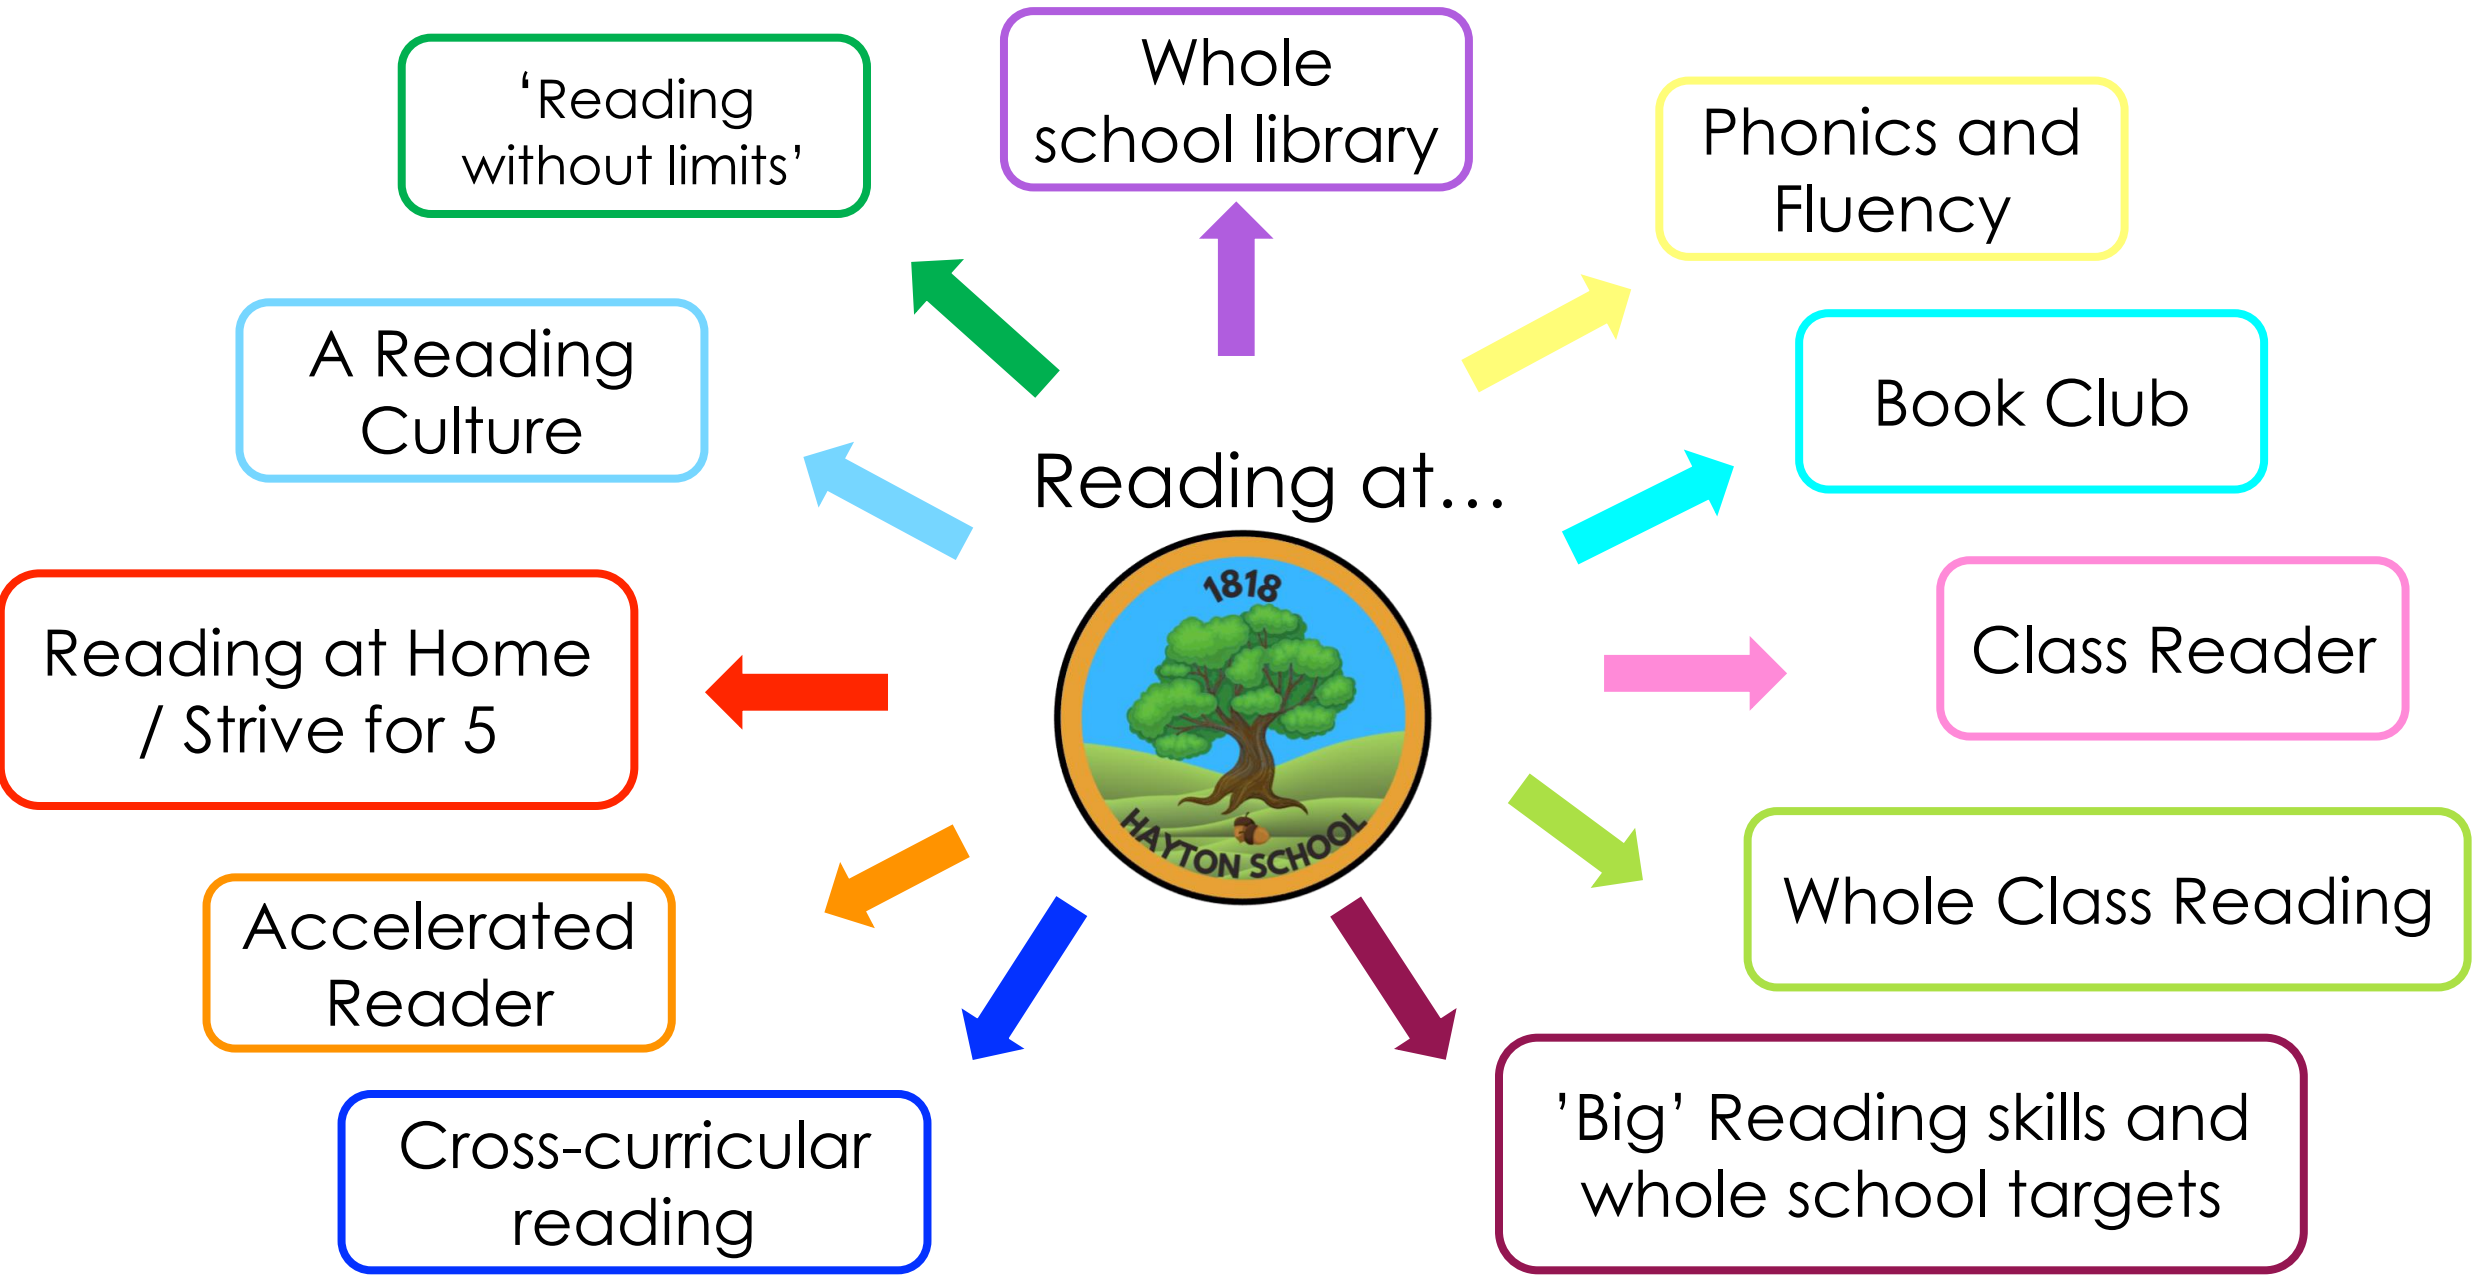 Whole
school library
‘Reading
without limits’
Phonics and
Fluency
A Reading
Culture
Book Club
Reading at...
1818
HAYTON SCHOOL
Class Reader
Reading at Home
/ Strive for 5
Whole Class Reading
Accelerated
Reader
’Big’ Reading skills and
whole school targets
Cross-curricular
reading